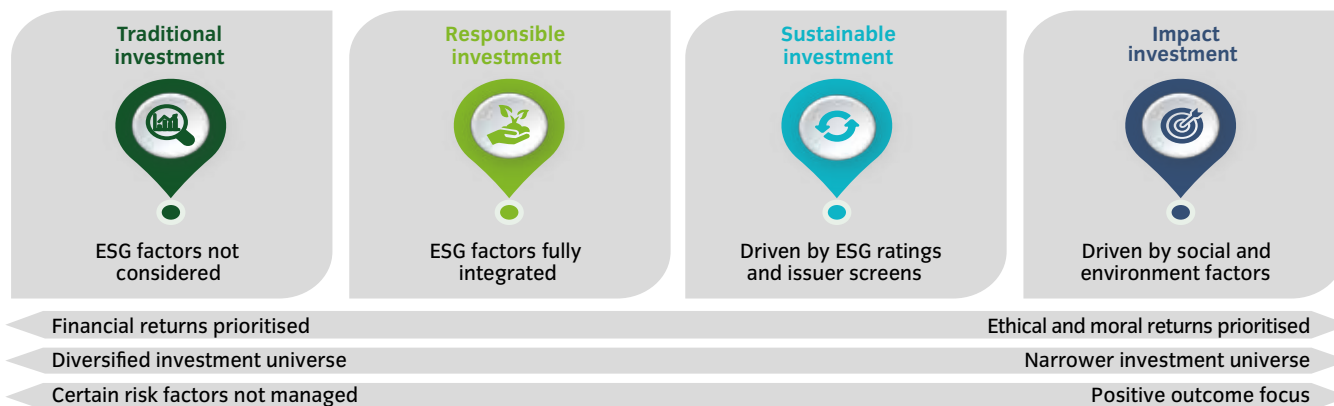 Traditional
investment
ESG factors not
considered
Responsible
investment
ESG factors fully
integrated
Sustainable
investment
Driven by ESG ratings
and issuer screens
Impact
investment
Driven by social and
environment factors
Financial returns prioritised
Ethical and moral returns prioritised
Diversified investment universe
Narrower investment universe
Certain risk factors not managed
Positive outcome focus